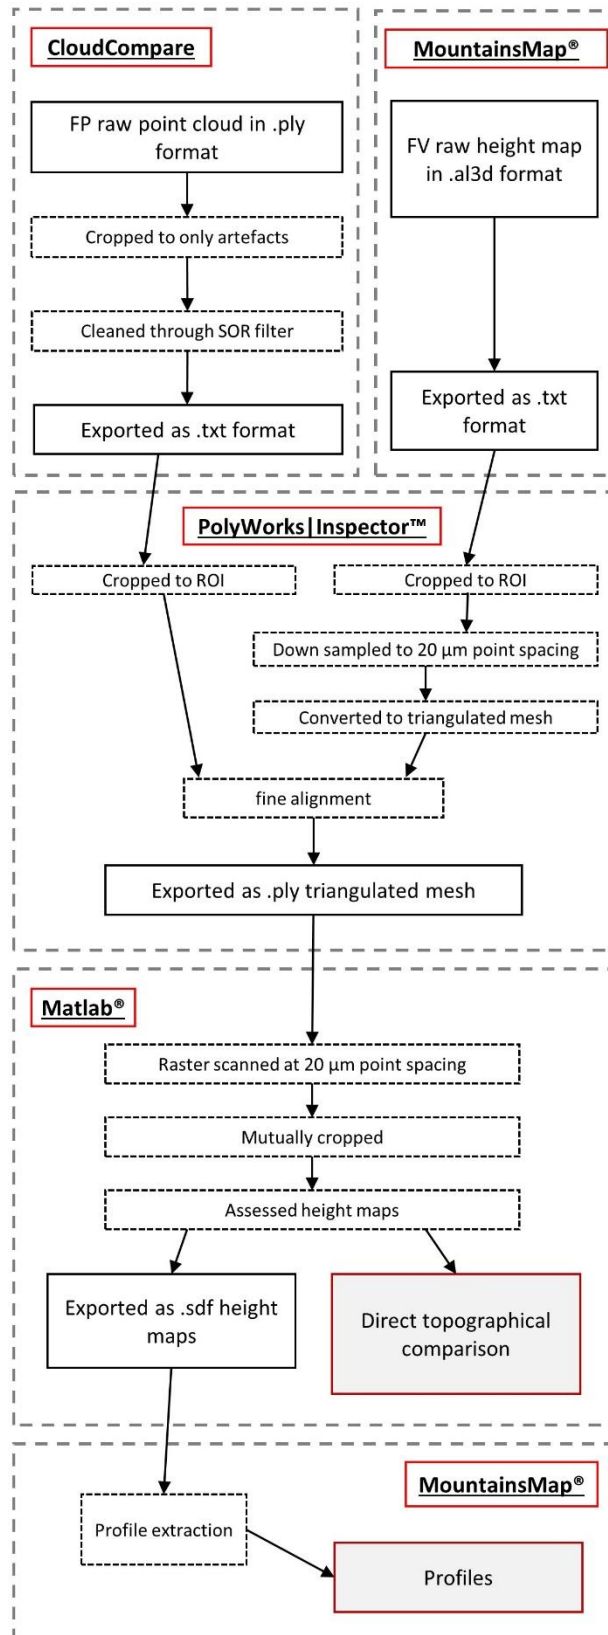 CloudCompare
FP raw point cloud in .ply
format
Cropped to only artefacts
Cleaned through SOR filter
Exported as .txt format
MountainsMap®
FV raw height map
in .al3d format
Exported as .txt
format
PolyWorks|Inspector™
Cropped to ROI
Cropped to ROI
Down sampled to 20 µm point spacing
Converted to triangulated mesh
fine alignment
Exported as .ply triangulated mesh
Matlab®
Raster scanned at 20 µm point spacing
Mutually cropped
Assessed height maps
Exported as .sdf height
maps
Direct topographical
comparison
MountainsMap®
Profile extraction
Profiles